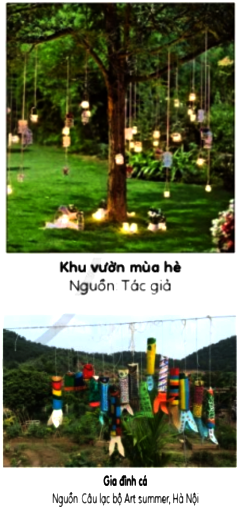 Khu vườn mùa hè
Nguồn. Tác giả
Gia đình cá
Nguồn Câu lạc bộ Art summer, Hà Nội